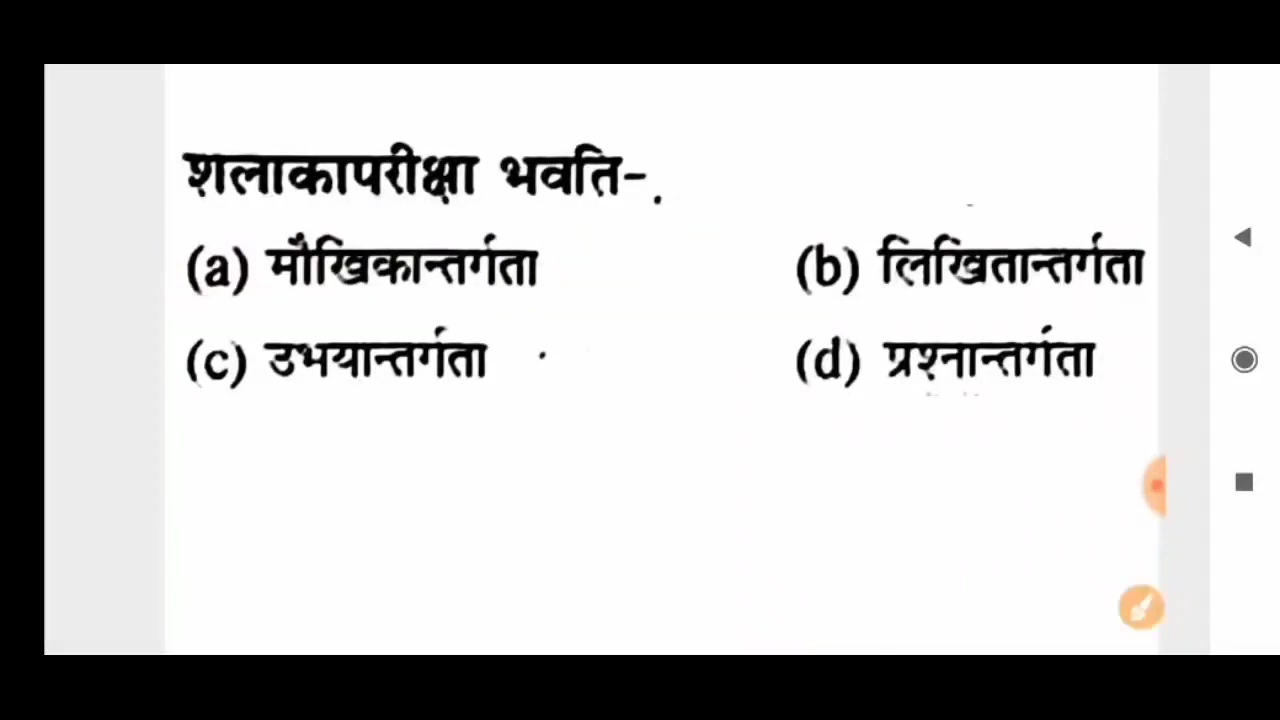 शलाकापरीक्षा भवति-
(a) मौखिकान्तर्गता (b) लिखितान्तर्गता
(c) उभयान्तर्गता (d) प्रश्नान्तर्गता